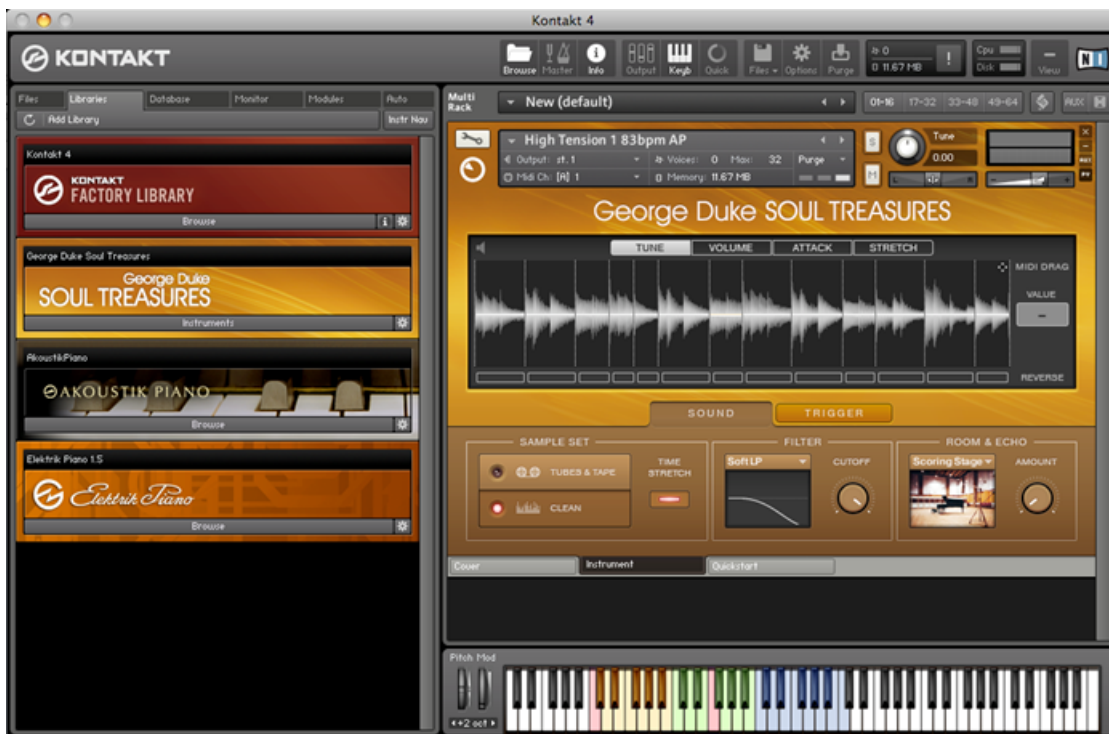 Kontakt 4
KONTAKT
Browse Master Info Output Keyb Quick Files Options Purge
0
0 11.67 MB
!
Cpu
Disk
View
NI
Files Libraries Database Monitor Modules Auto
Add Library Instr Nav
Kontakt 4
KONTAKT
FACTORY LIBRARY
Browse i
George Duke Soul Treasures
George Duke
SOUL TREASURES
Instruments
AkoustikPiano
AKOUSTIK PIANO
Browse
Elektrik Piano 1.5
Elektrik Piano
Browse
Multi
Rack
New (default)
01-16 17-32 33-48 49-64 AUX
High Tension 1 83bpm AP
Output: st. 1 Voices: 0 Max: 32 Purge
Midi Ch: [A] 1 Memory: 11.67 MB
S
M
Tune
0.00
L R
AUX
PV
George Duke SOUL TREASURES
TUNE VOLUME ATTACK STRETCH
MIDI DRAG
VALUE
–
REVERSE
SOUND TRIGGER
SAMPLE SET FILTER ROOM & ECHO
TUBES & TAPE
CLEAN
TIME
STRETCH
Soft LP CUTOFF
Scoring Stage AMOUNT
Cover Instrument Quickstart
Pitch Mod
+2 oct